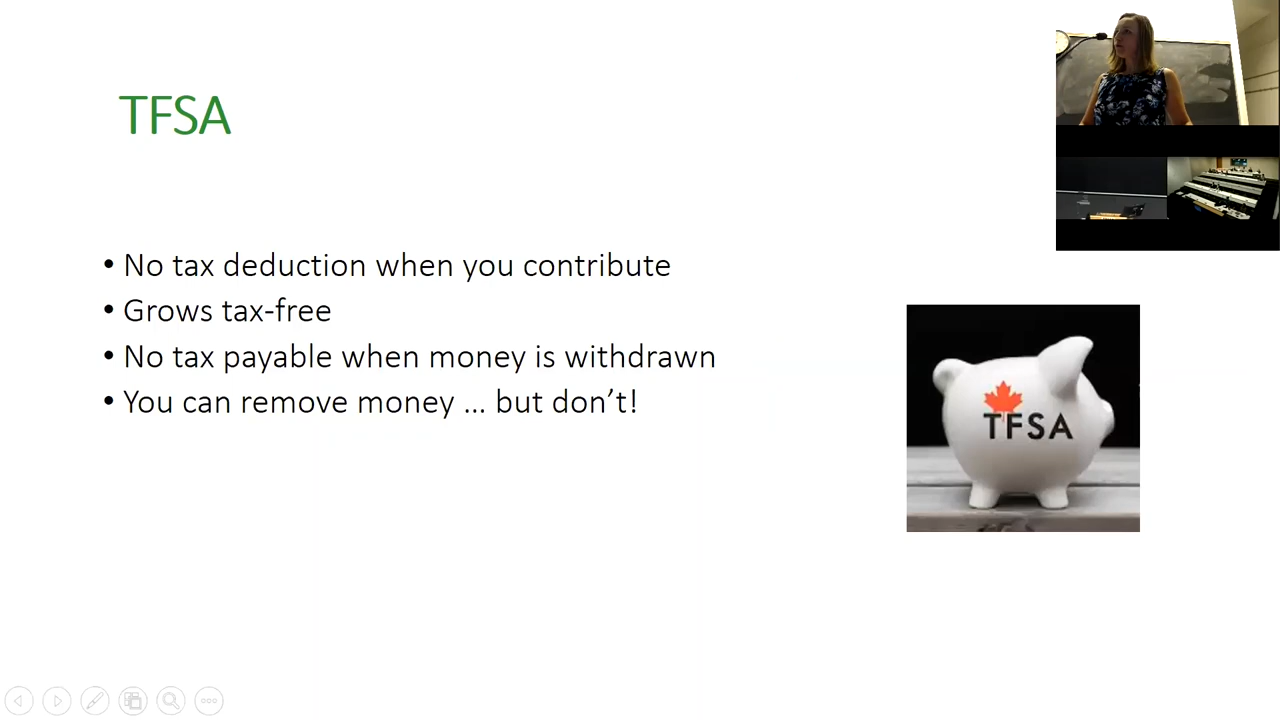 TFSA
• No tax deduction when you contribute
• Grows tax-free
• No tax payable when money is withdrawn
• You can remove money … but don’t!
TFSA